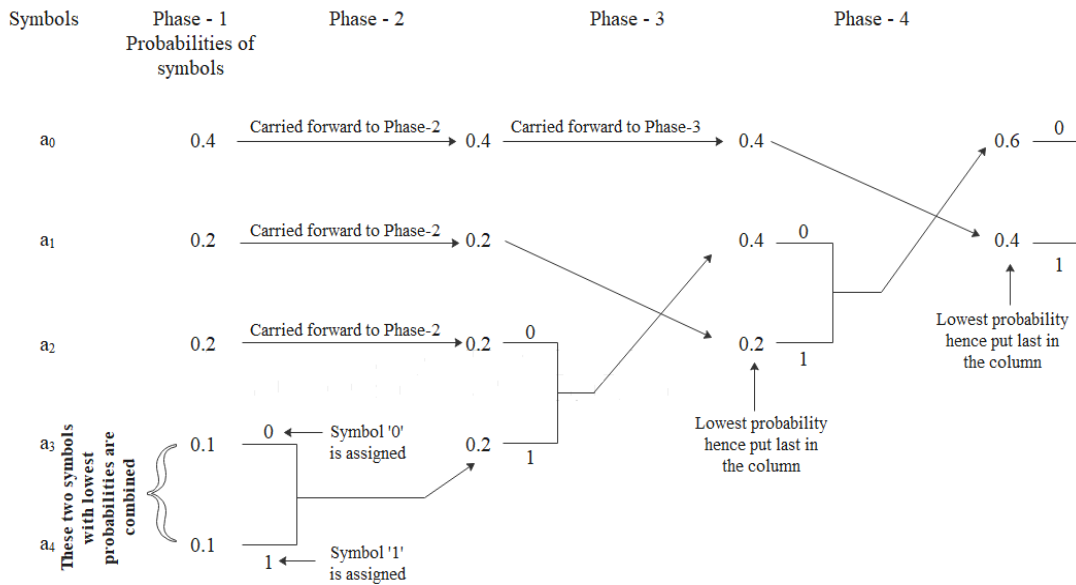 Symbols Phase - 1 Phase - 2 Phase - 3 Phase - 4
Probabilities of
symbols
a₀ 0.4 Carried forward to Phase-2 0.4 Carried forward to Phase-3 0.4 0.6 0
a₁ 0.2 Carried forward to Phase-2 0.2 0.4 0 0.4 1
a₂ 0.2 Carried forward to Phase-2 0.2 0 0.2 1
Lowest probability
hence put last in
the column
Lowest probability
hence put last in
the column
a₃ 0.1 0 Symbol '0'
is assigned
0.2 1
These two symbols
with lowest
probabilities are
combined
a₄ 0.1 1 Symbol '1'
is assigned